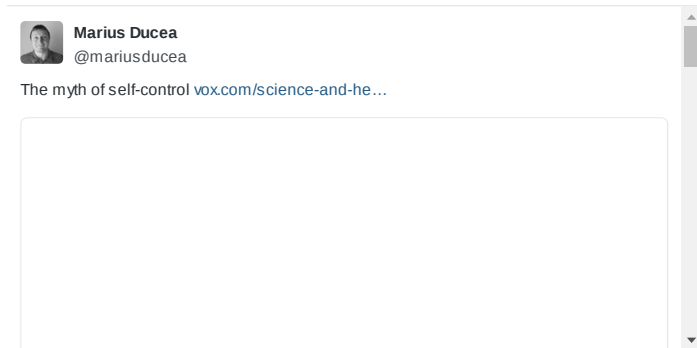 Marius Ducea
@mariusducea
The myth of self-control vox.com/science-and-he…